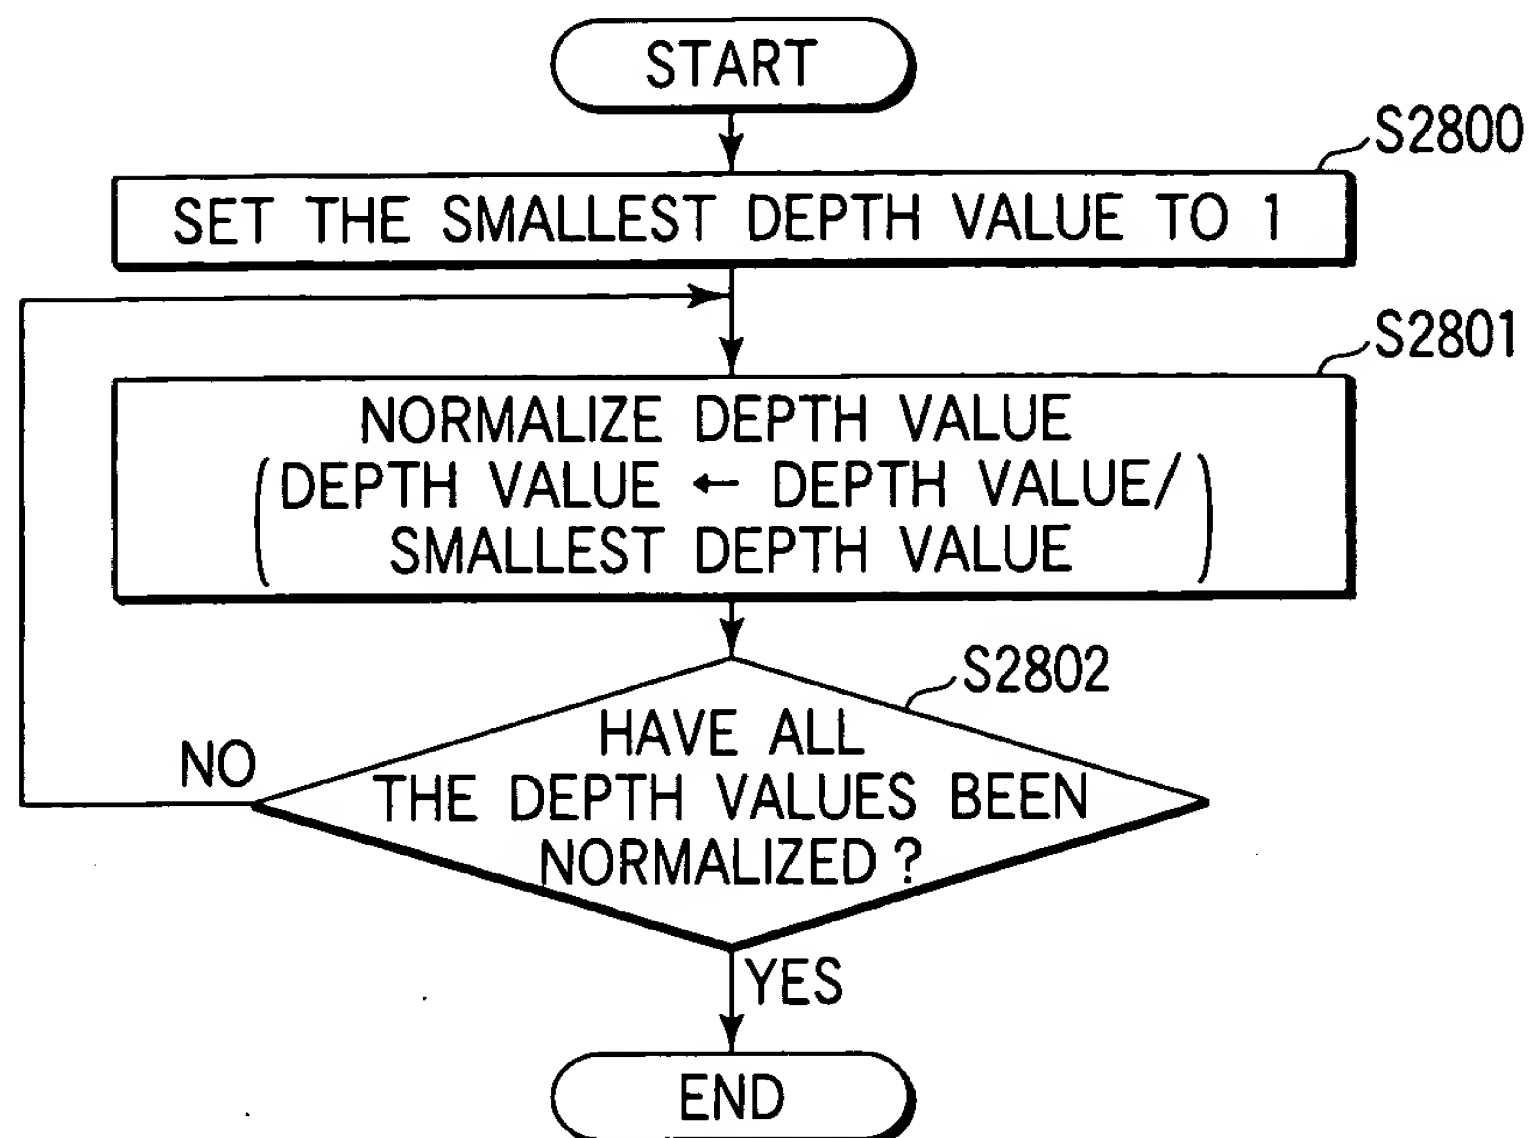 START
S2800
SET THE SMALLEST DEPTH VALUE TO 1
S2801
NORMALIZE DEPTH VALUE
(DEPTH VALUE ← DEPTH VALUE/
SMALLEST DEPTH VALUE)
S2802
HAVE ALL
THE DEPTH VALUES BEEN
NORMALIZED?
NO
YES
END